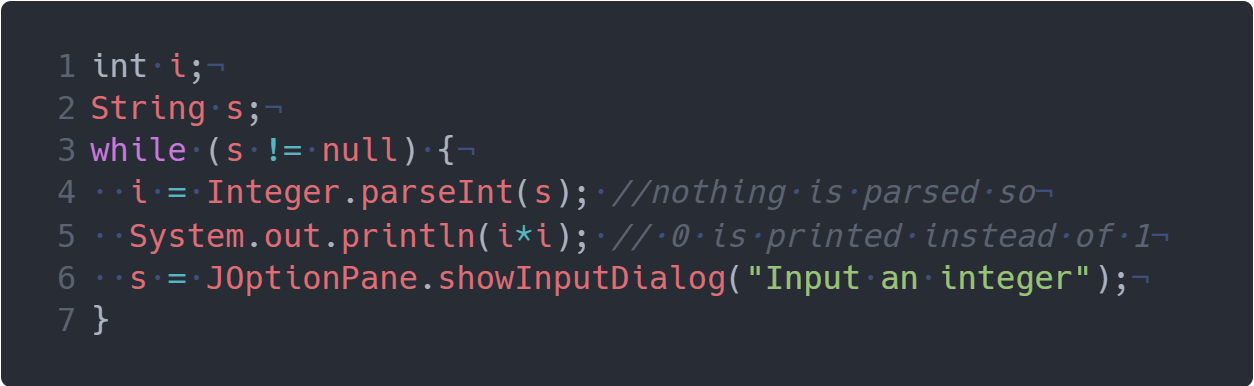 1 int·i;¬
2 String·s;¬
3 while·(s·!=·null)·{¬
4 ··i·=·Integer.parseInt(s);·//nothing·is·parsed·so¬
5 ··System.out.println(i*i);·//·0·is·printed·instead·of·1¬
6 ··s·=·JOptionPane.showInputDialog("Input·an·integer");¬
7 }